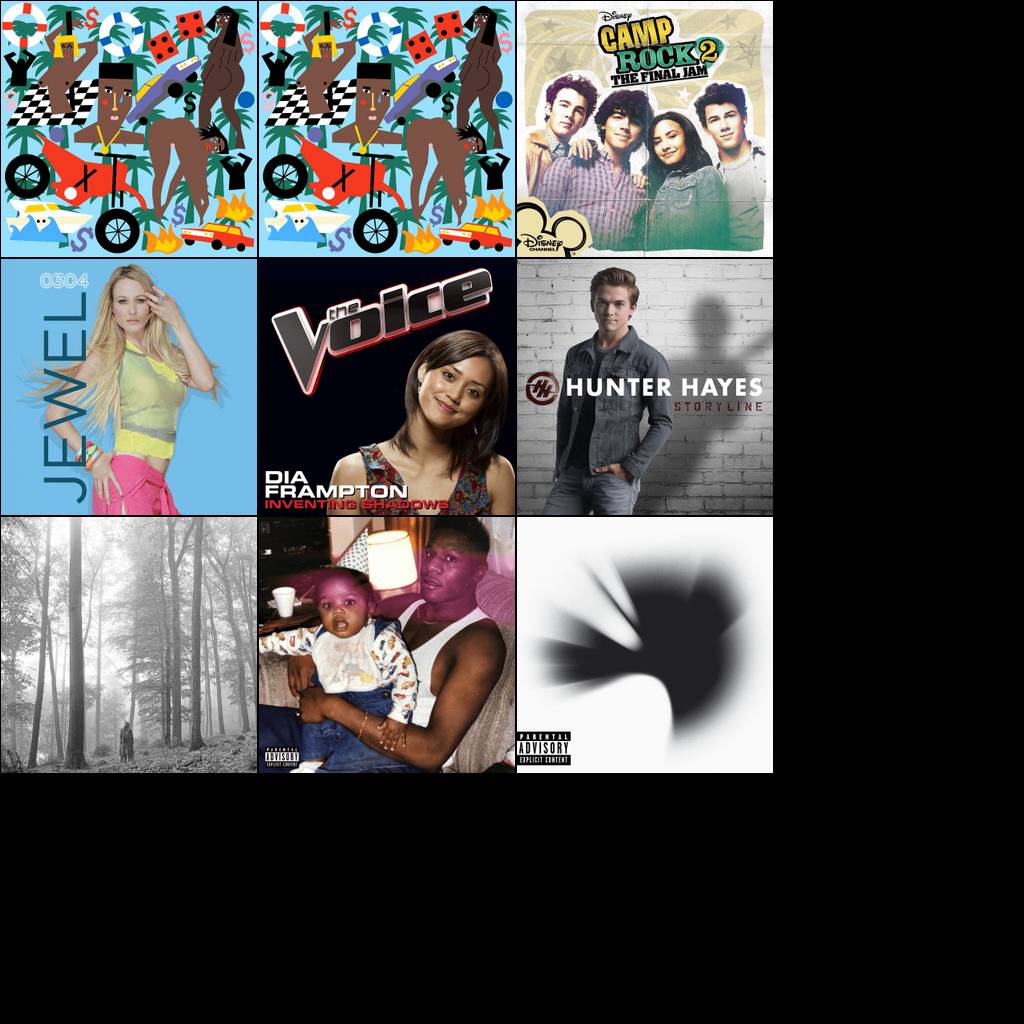 Disney
CAMP
ROCK 2
THE FINAL JAM
Disney
CHANNEL
0304
JEWEL
the
Voice
DIA
FRAMPTON
INVENTING SHADOWS
HH
HUNTER HAYES
STORYLINE
PARENTAL
ADVISORY
EXPLICIT CONTENT
PARENTAL
ADVISORY
EXPLICIT CONTENT